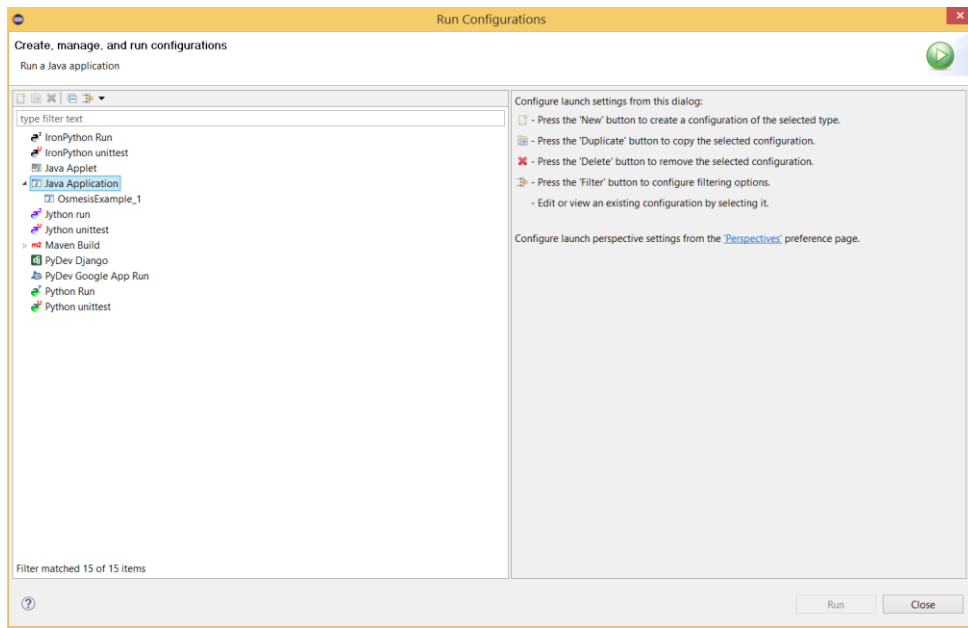 Run Configurations
Create, manage, and run configurations
Run a Java application
type filter text
IronPython Run
IronPython unittest
Java Applet
Java Application
OsmesisExample_1
Jython run
Jython unittest
m2 Maven Build
dj PyDev Django
PyDev Google App Run
Python Run
Python unittest
Filter matched 15 of 15 items
Configure launch settings from this dialog:
- Press the 'New' button to create a configuration of the selected type.
- Press the 'Duplicate' button to copy the selected configuration.
- Press the 'Delete' button to remove the selected configuration.
- Press the 'Filter' button to configure filtering options.
- Edit or view an existing configuration by selecting it.
Configure launch perspective settings from the 'Perspectives' preference page.
Run
Close